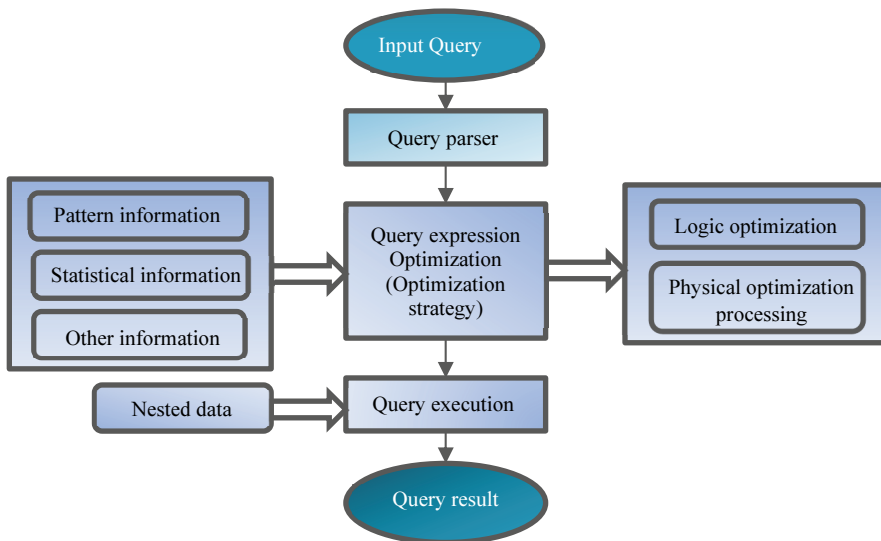 Input Query
Query parser
Pattern information
Statistical information
Other information
Query expression
Optimization
(Optimization
strategy)
Logic optimization
Physical optimization
processing
Nested data
Query execution
Query result